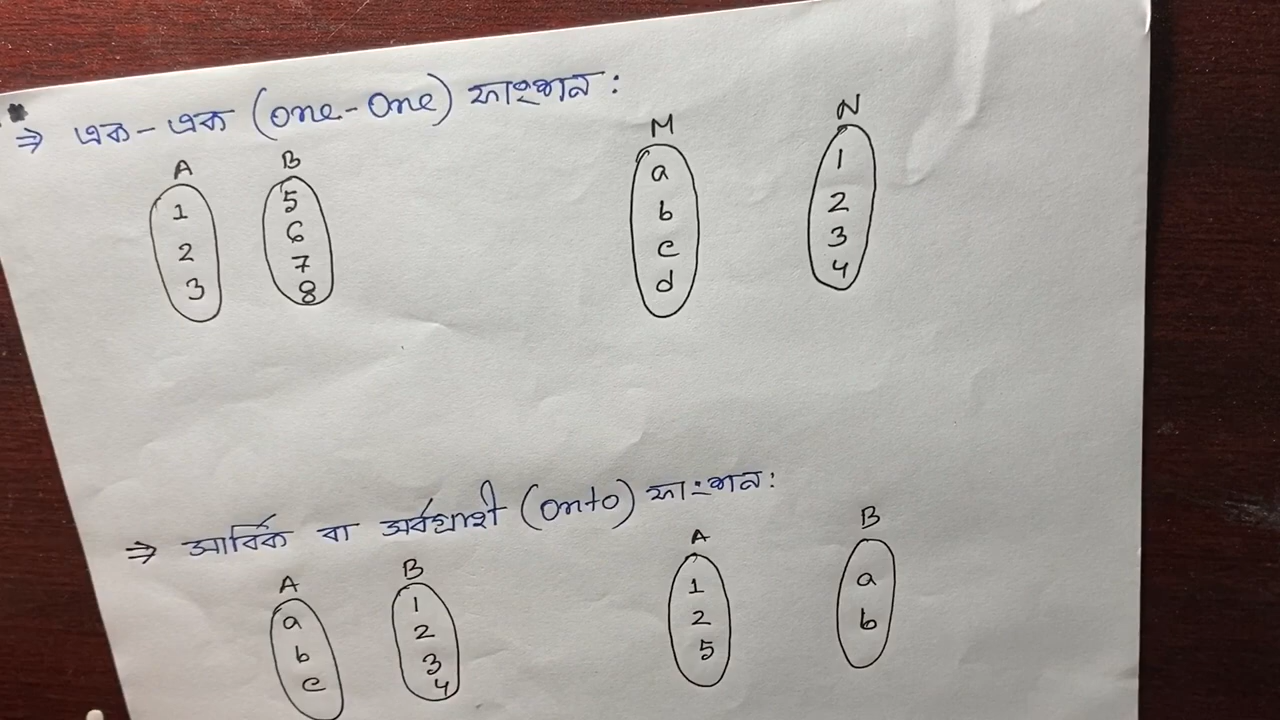 ⇒ এক-এক (one-one) ফাংশন:
A B M N
1 5 a 1
2 6 b 2
3 7 c 3
8 d 4
⇒ সার্বিক বা সর্বগ্রাহী (onto) ফাংশন:
A B A B
a 1 1 a
b 2 2 b
c 3 5
4